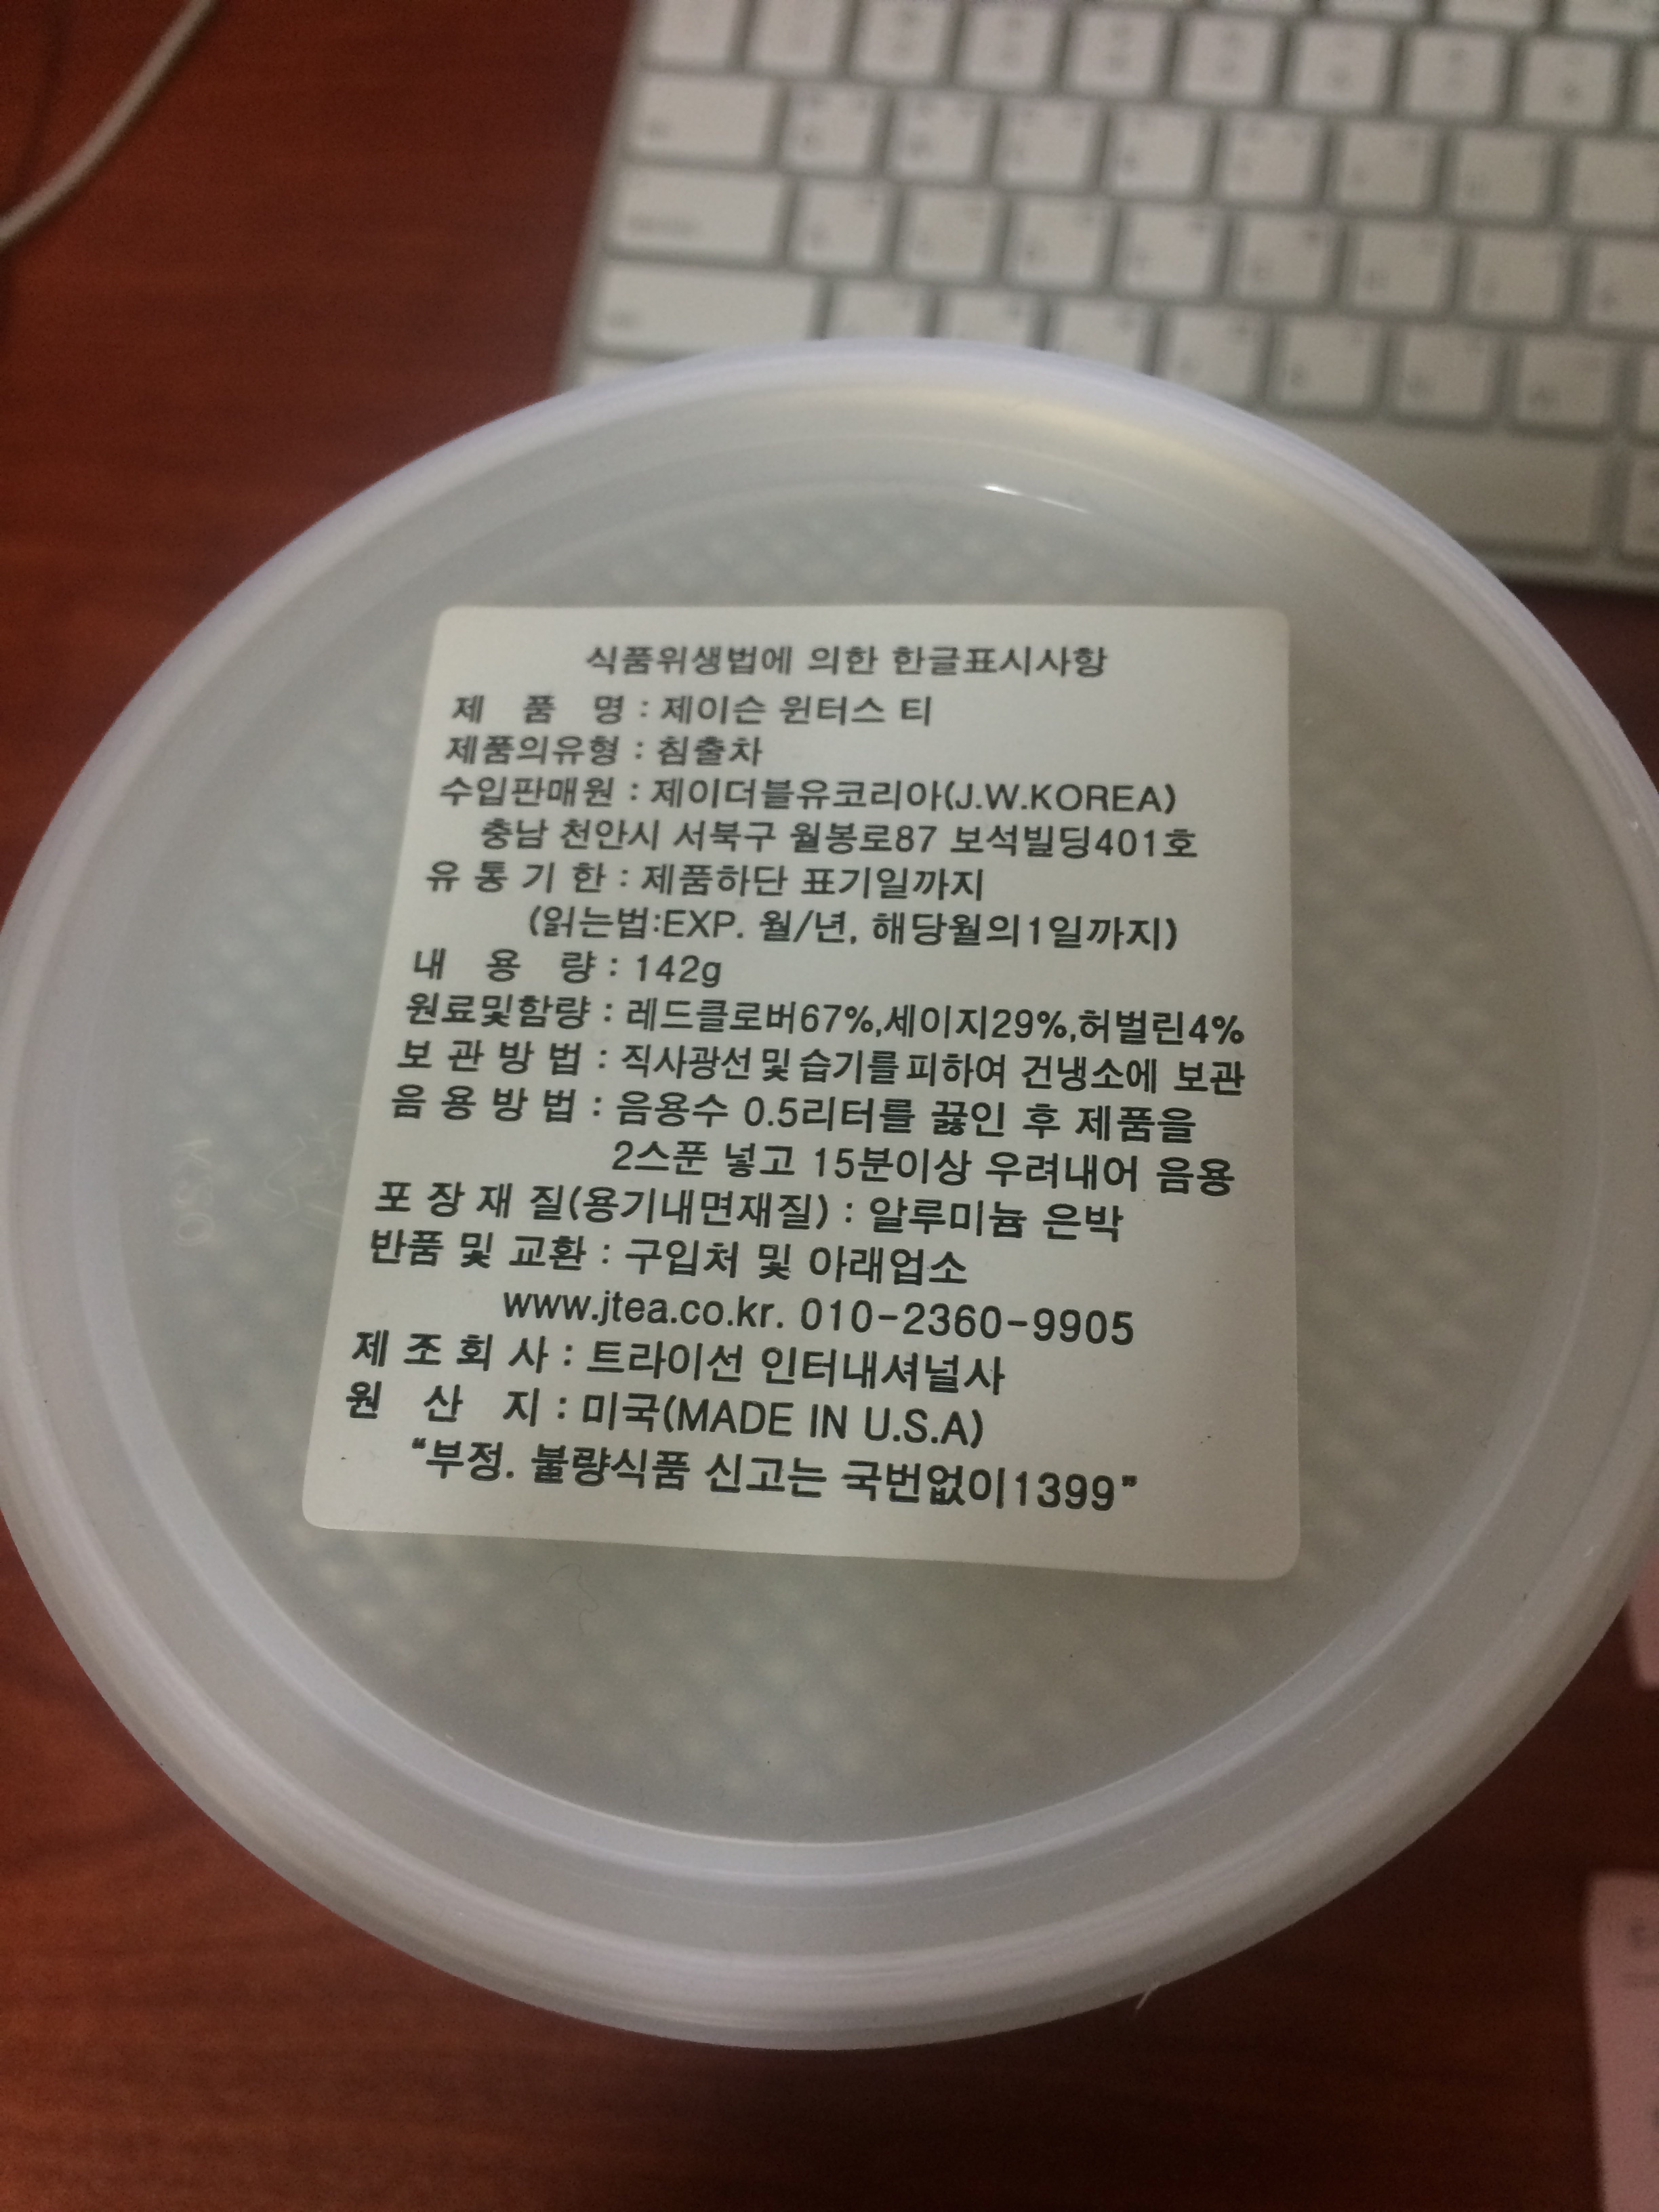 식품위생법에 의한 한글표시사항
제 품 명 : 제이슨 윈터스 티
제품의유형 : 침출차
수입판매원 : 제이더블유코리아(J.W.KOREA)
충남 천안시 서북구 월봉로87 보석빌딩401호
유 통 기 한 : 제품하단 표기일까지
(읽는법:EXP. 월/년, 해당월의1일까지)
내 용 량 : 142g
원료및함량 : 레드클로버67%,세이지29%,허벌린4%
보 관 방 법 : 직사광선및습기를피하여 건냉소에 보관
음 용 방 법 : 음용수 0.5리터를 끓인 후 제품을
2스푼 넣고 15분이상 우려내어 음용
포 장 재 질(용기내면재질) : 알루미늄 은박
반품 및 교환 : 구입처 및 아래업소
www.jtea.co.kr. 010-2360-9905
제 조 회 사 : 트라이선 인터내셔널사
원 산 지 : 미국(MADE IN U.S.A)
“부정. 불량식품 신고는 국번없이1399”